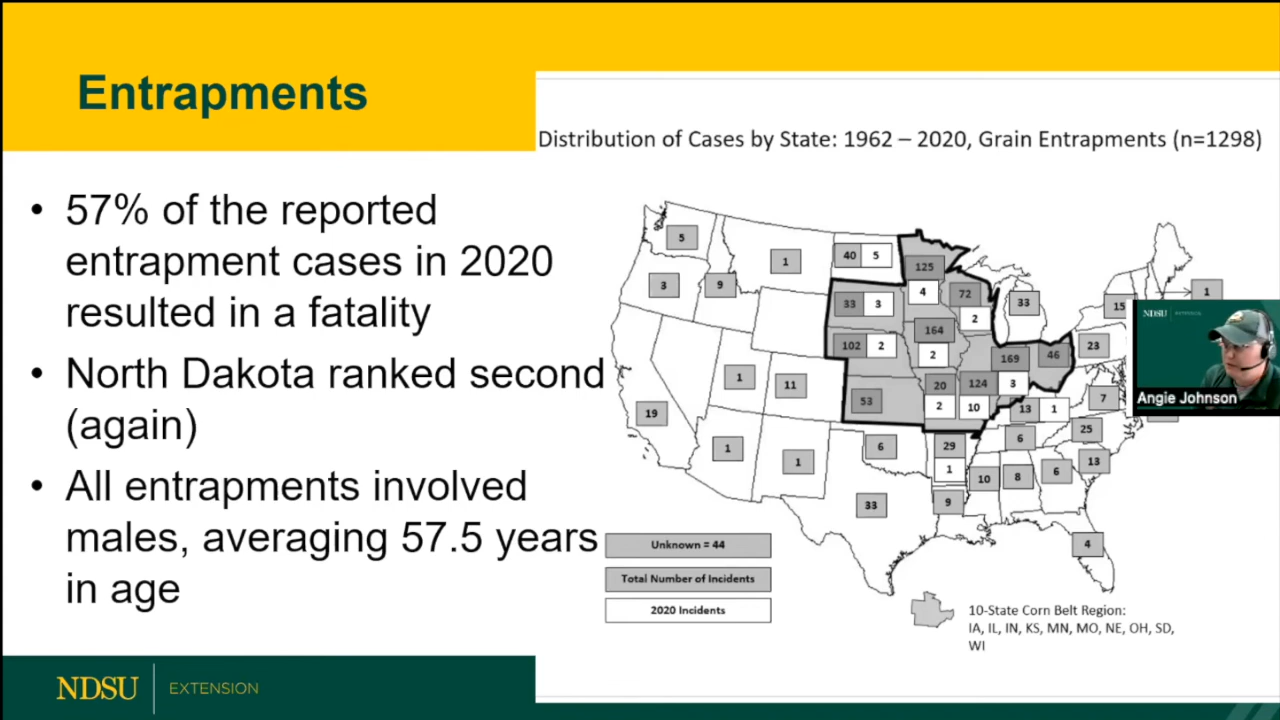 Entrapments
• 57% of the reported
entrapment cases in 2020
resulted in a fatality
• North Dakota ranked second
(again)
• All entrapments involved
males, averaging 57.5 years
in age
NDSU EXTENSION
Distribution of Cases by State: 1962 – 2020, Grain Entrapments (n=1298)
5
1
40 5
125
3
9
33
1
15
33 3
4
72
2
164
102 2
2
169
46
23
1
11
20
124
3
53
2
10
19
13 1
7
1
1
6
29
6
25
1
10
8
6
13
33
9
4
Unknown = 44
Total Number of Incidents
2020 Incidents
10-State Corn Belt Region:
IA, IL, IN, KS, MN, MO, NE, OH, SD,
WI
NDSU EXTENSION
Angie Johnson